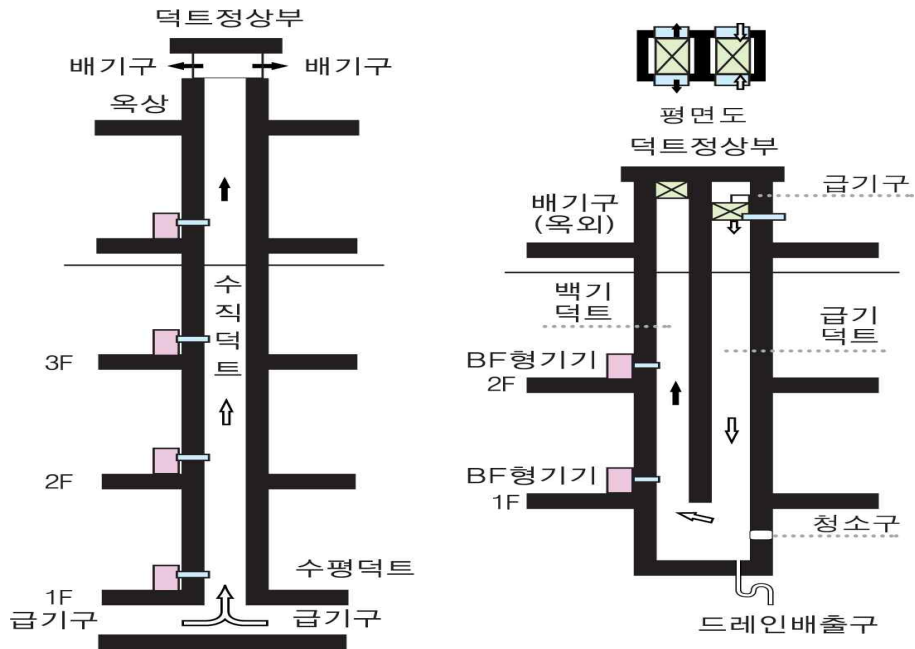 덕트정상부
배기구 배기구
옥상
수직덕트
3F
2F
수평덕트
1F
급기구 급기구
평면도
덕트정상부
급기구
배기구
(옥외)
백기
덕트
급기
덕트
BF형기기
2F
BF형기기
1F
청소구
드레인배출구